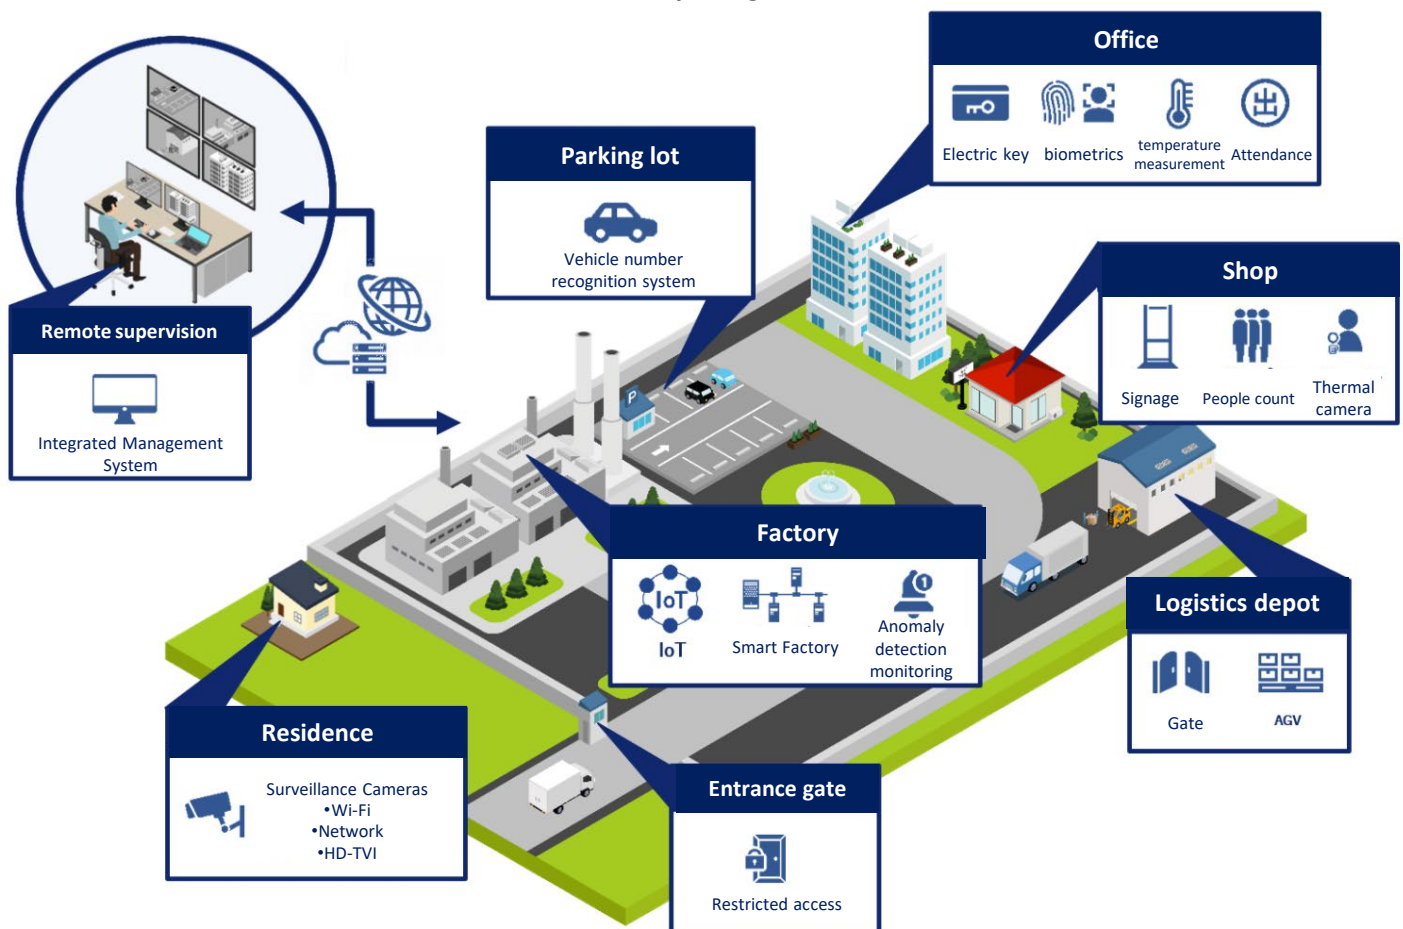 Office
Electric key
biometrics
temperature
measurement
Attendance
出
Parking lot
Vehicle number
recognition system
Shop
Signage
People count
Thermal
camera
Remote supervision
Integrated Management
System
P
Factory
IoT
IoT
Smart Factory
1
Anomaly
detection
monitoring
Logistics depot
Gate
AGV
Residence
Surveillance Cameras
•Wi-Fi
•Network
•HD-TVI
Entrance gate
Restricted access